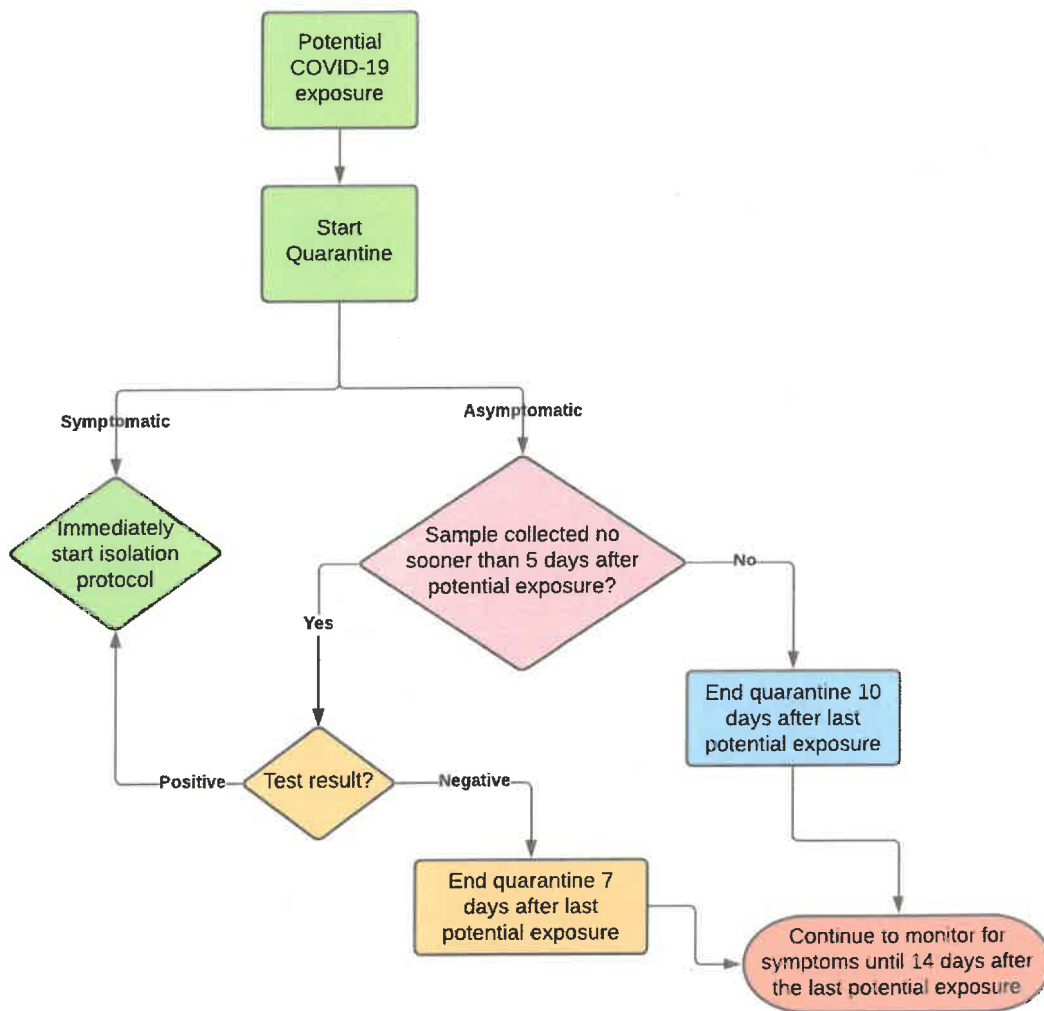 Potential
COVID-19
exposure
Start
Quarantine
Symptomatic
Asymptomatic
Immediately
start isolation
protocol
Sample collected no
sooner than 5 days after
potential exposure?
No
Yes
End quarantine 10
days after last
potential exposure
Positive
Test result?
Negative
End quarantine 7
days after last
potential exposure
Continue to monitor for
symptoms until 14 days after
the last potential exposure